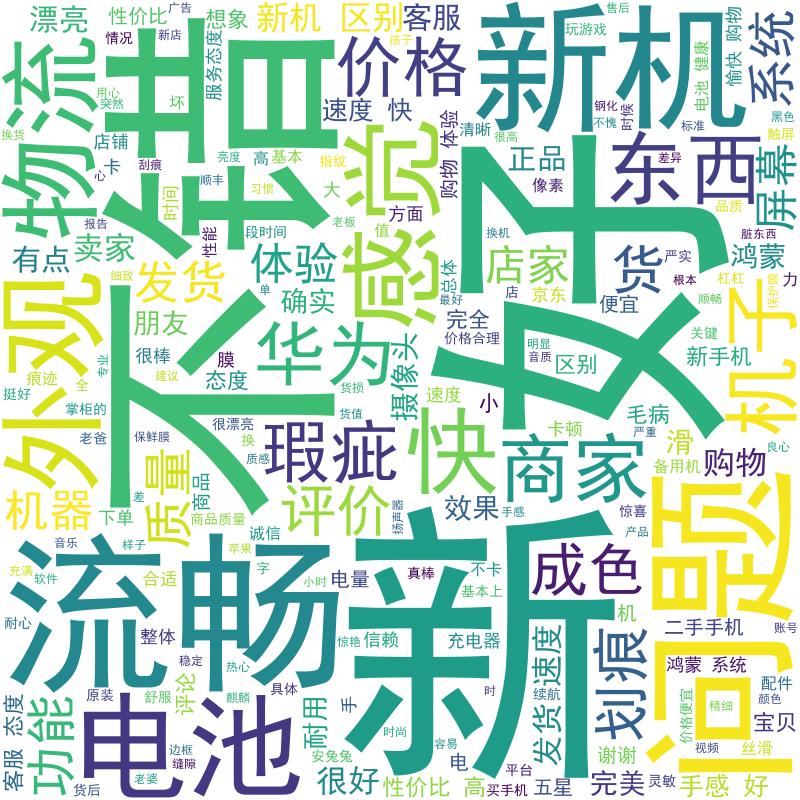 漂亮
性价比
广告
想象
新机 区别
客服
新机
玩游戏
售后
购物
愉快
系统
物流
情况
新店
孩子
服务态度
价格
健康
电池
用心
突然
坏
速度 快
钢化
不愧
时候
标准
黑色
触屏
换货
店铺
卡
心
刮痕
亮度
高
基本
指纹
感觉
购物 体验
清晰
很高
正品
像素
东西
差异
品质
屏幕
不错
顺丰
习惯
时间
大
值
方面
好
报告
性能
段时间
老板
换机
脏东西
有点
卖家
细致
发货
单
体验
确实
总体
最好
店家
店
京东
货
便宜
严实
根本
鸿蒙
杠杠
顺畅
保护膜
力
外观
朋友
很棒
专业
建议
膜
态度
华为
摄像头
完全
价格合理
明显
音质
区别
关键
新手机
机子
痕迹
全
挺好
掌柜的
老爸
保鲜膜
很漂亮
货损
货值
换
质感
速度
小
快
卡顿
毛病
严重
滑
备用机
良心
购物
瑕疵
商家
机器
下单
差
质量
商品
商品质量
评价
诚信
扬声器
效果
手感
惊喜
产品
问题
音乐
样子
苹果
充满
软件
合适
字
小时
电量
真棒
不卡
基本上
成色
机
二手手机
账号
流畅
新
耐心
整体
稳定
热心
惊艳
信赖
充电器
发货速度
续航
划痕
鸿蒙 系统
配件
颜色
客服 态度
功能
原装
舒服
评论
麒麟
具体
耐用
手
时尚
时
容易
价格便宜
精细
宝贝
电池
边框
缝隙
老婆
货后
安兔兔
很好
性价比 高
电
平台
买手机
五星
谢谢
完美
灵敏
视频
丝滑
手感 好